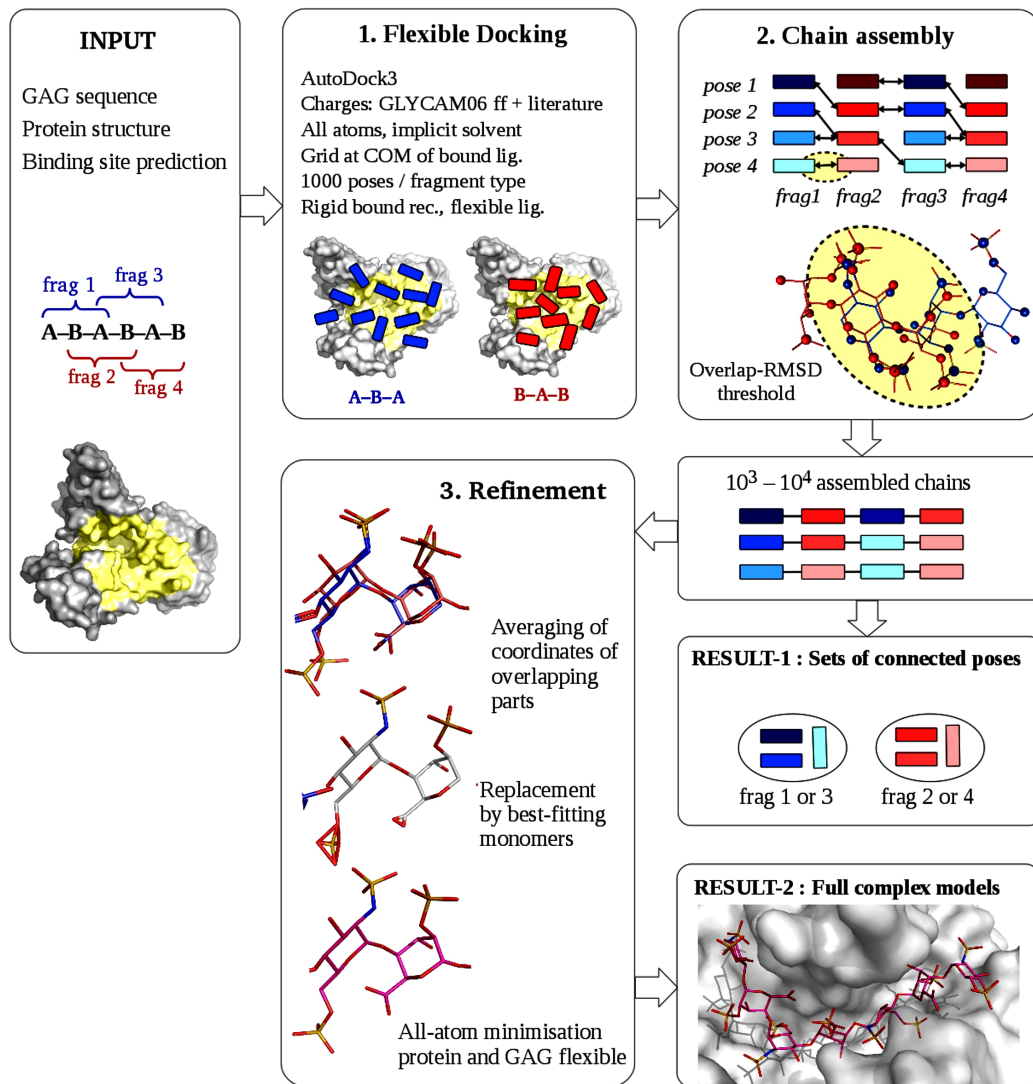 INPUT
GAG sequence
Protein structure
Binding site prediction
frag 3
frag 1
A–B–A–B–A–B
frag 2
frag 4
1. Flexible Docking
AutoDock3
Charges: GLYCAM06 ff + literature
All atoms, implicit solvent
Grid at COM of bound lig.
1000 poses / fragment type
Rigid bound rec., flexible lig.
A–B–A
B–A–B
2. Chain assembly
pose 1
pose 2
pose 3
pose 4
frag1 frag2 frag3 frag4
Overlap-RMSD
threshold
10³ – 10⁴ assembled chains
3. Refinement
Averaging of
coordinates of
overlapping
parts
Replacement
by best-fitting
monomers
All-atom minimisation
protein and GAG flexible
RESULT-1 : Sets of connected poses
frag 1 or 3
frag 2 or 4
RESULT-2 : Full complex models